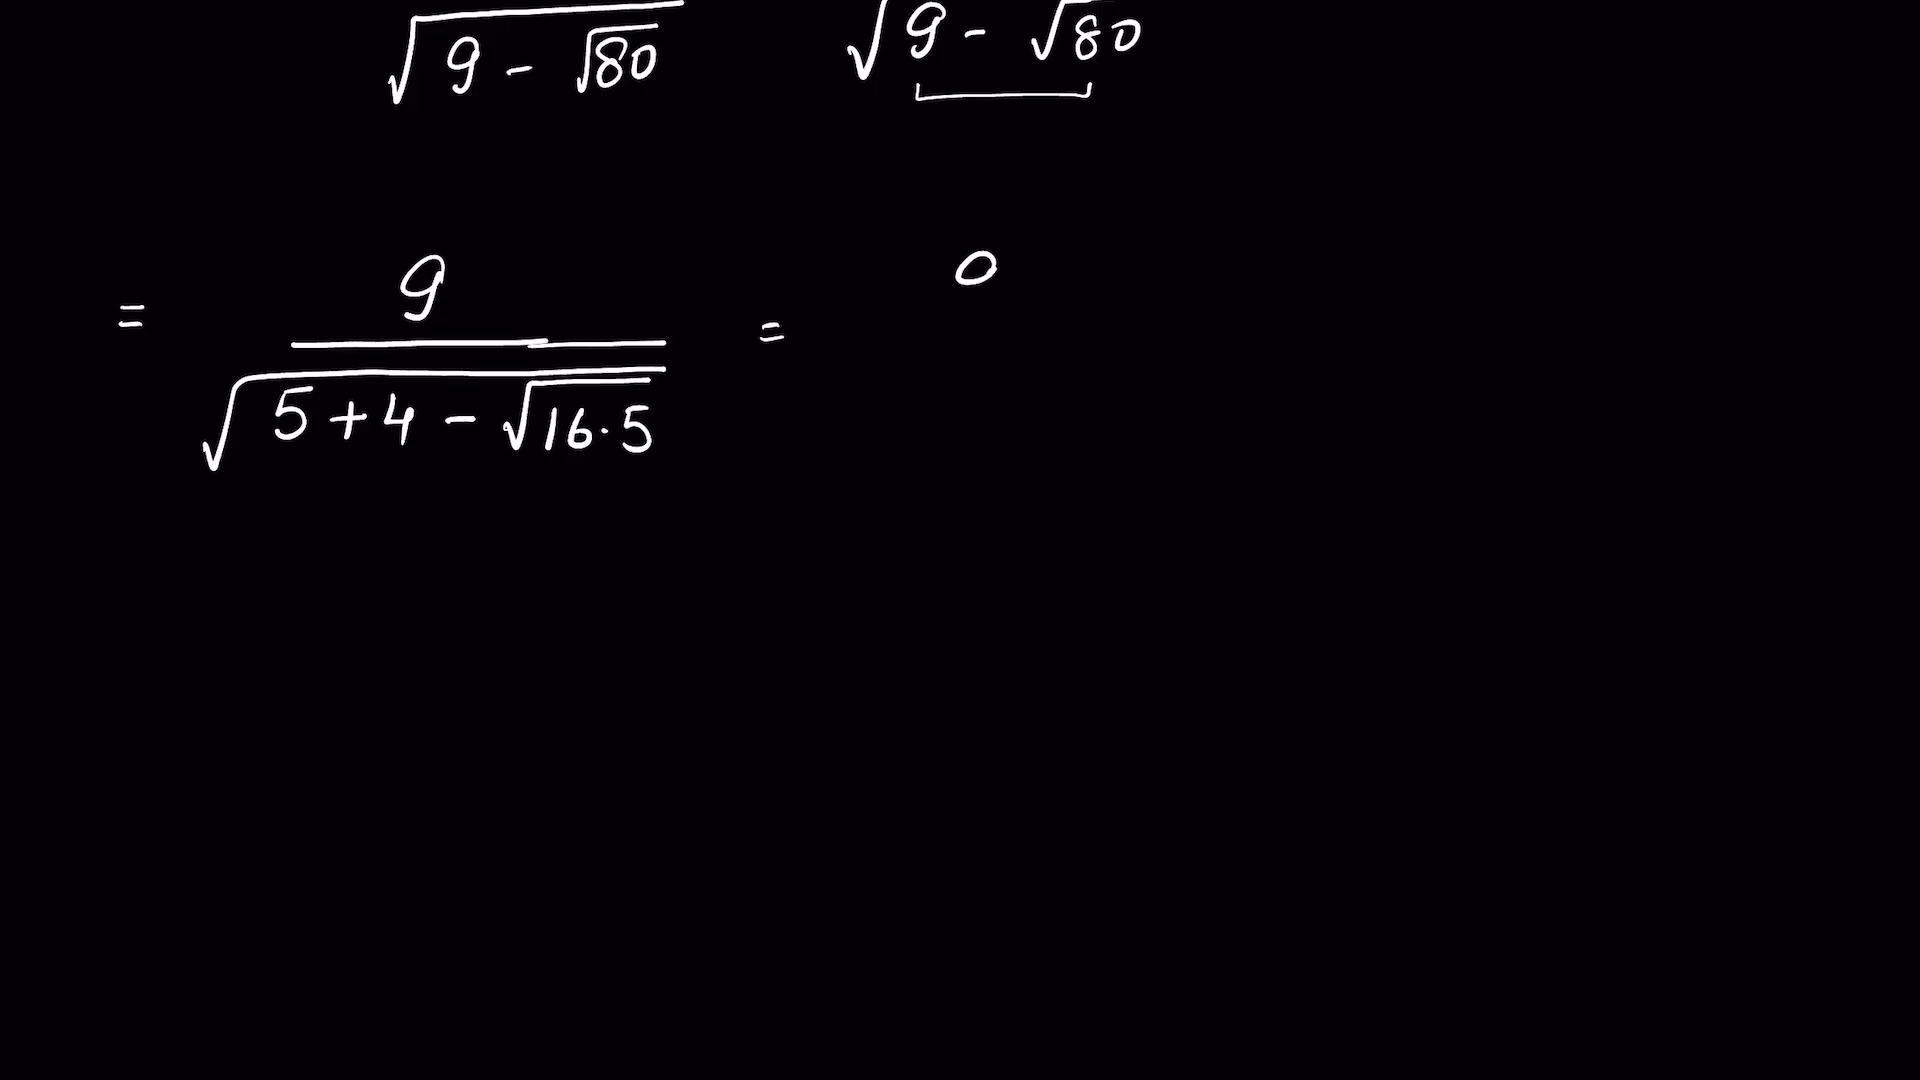 √(9 - √80) √9 - √80
= 9 / √(5 + 4 - √(16·5)) = 0